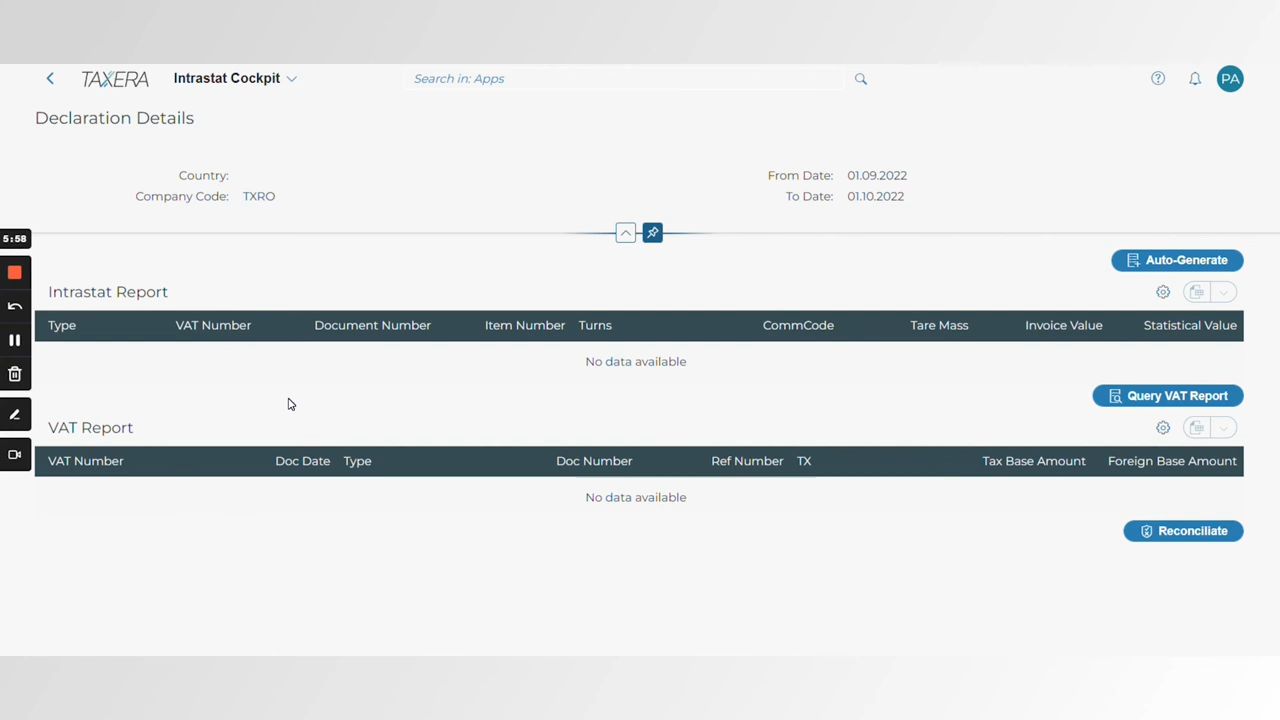 TAXERA Intrastat Cockpit Search in: Apps PA
Declaration Details
Country: From Date: 01.09.2022
Company Code: TXRO To Date: 01.10.2022
5:58
Auto-Generate
Intrastat Report
Type VAT Number Document Number Item Number Turns CommCode Tare Mass Invoice Value Statistical Value
No data available
Query VAT Report
VAT Report
VAT Number Doc Date Type Doc Number Ref Number TX Tax Base Amount Foreign Base Amount
No data available
Reconciliate